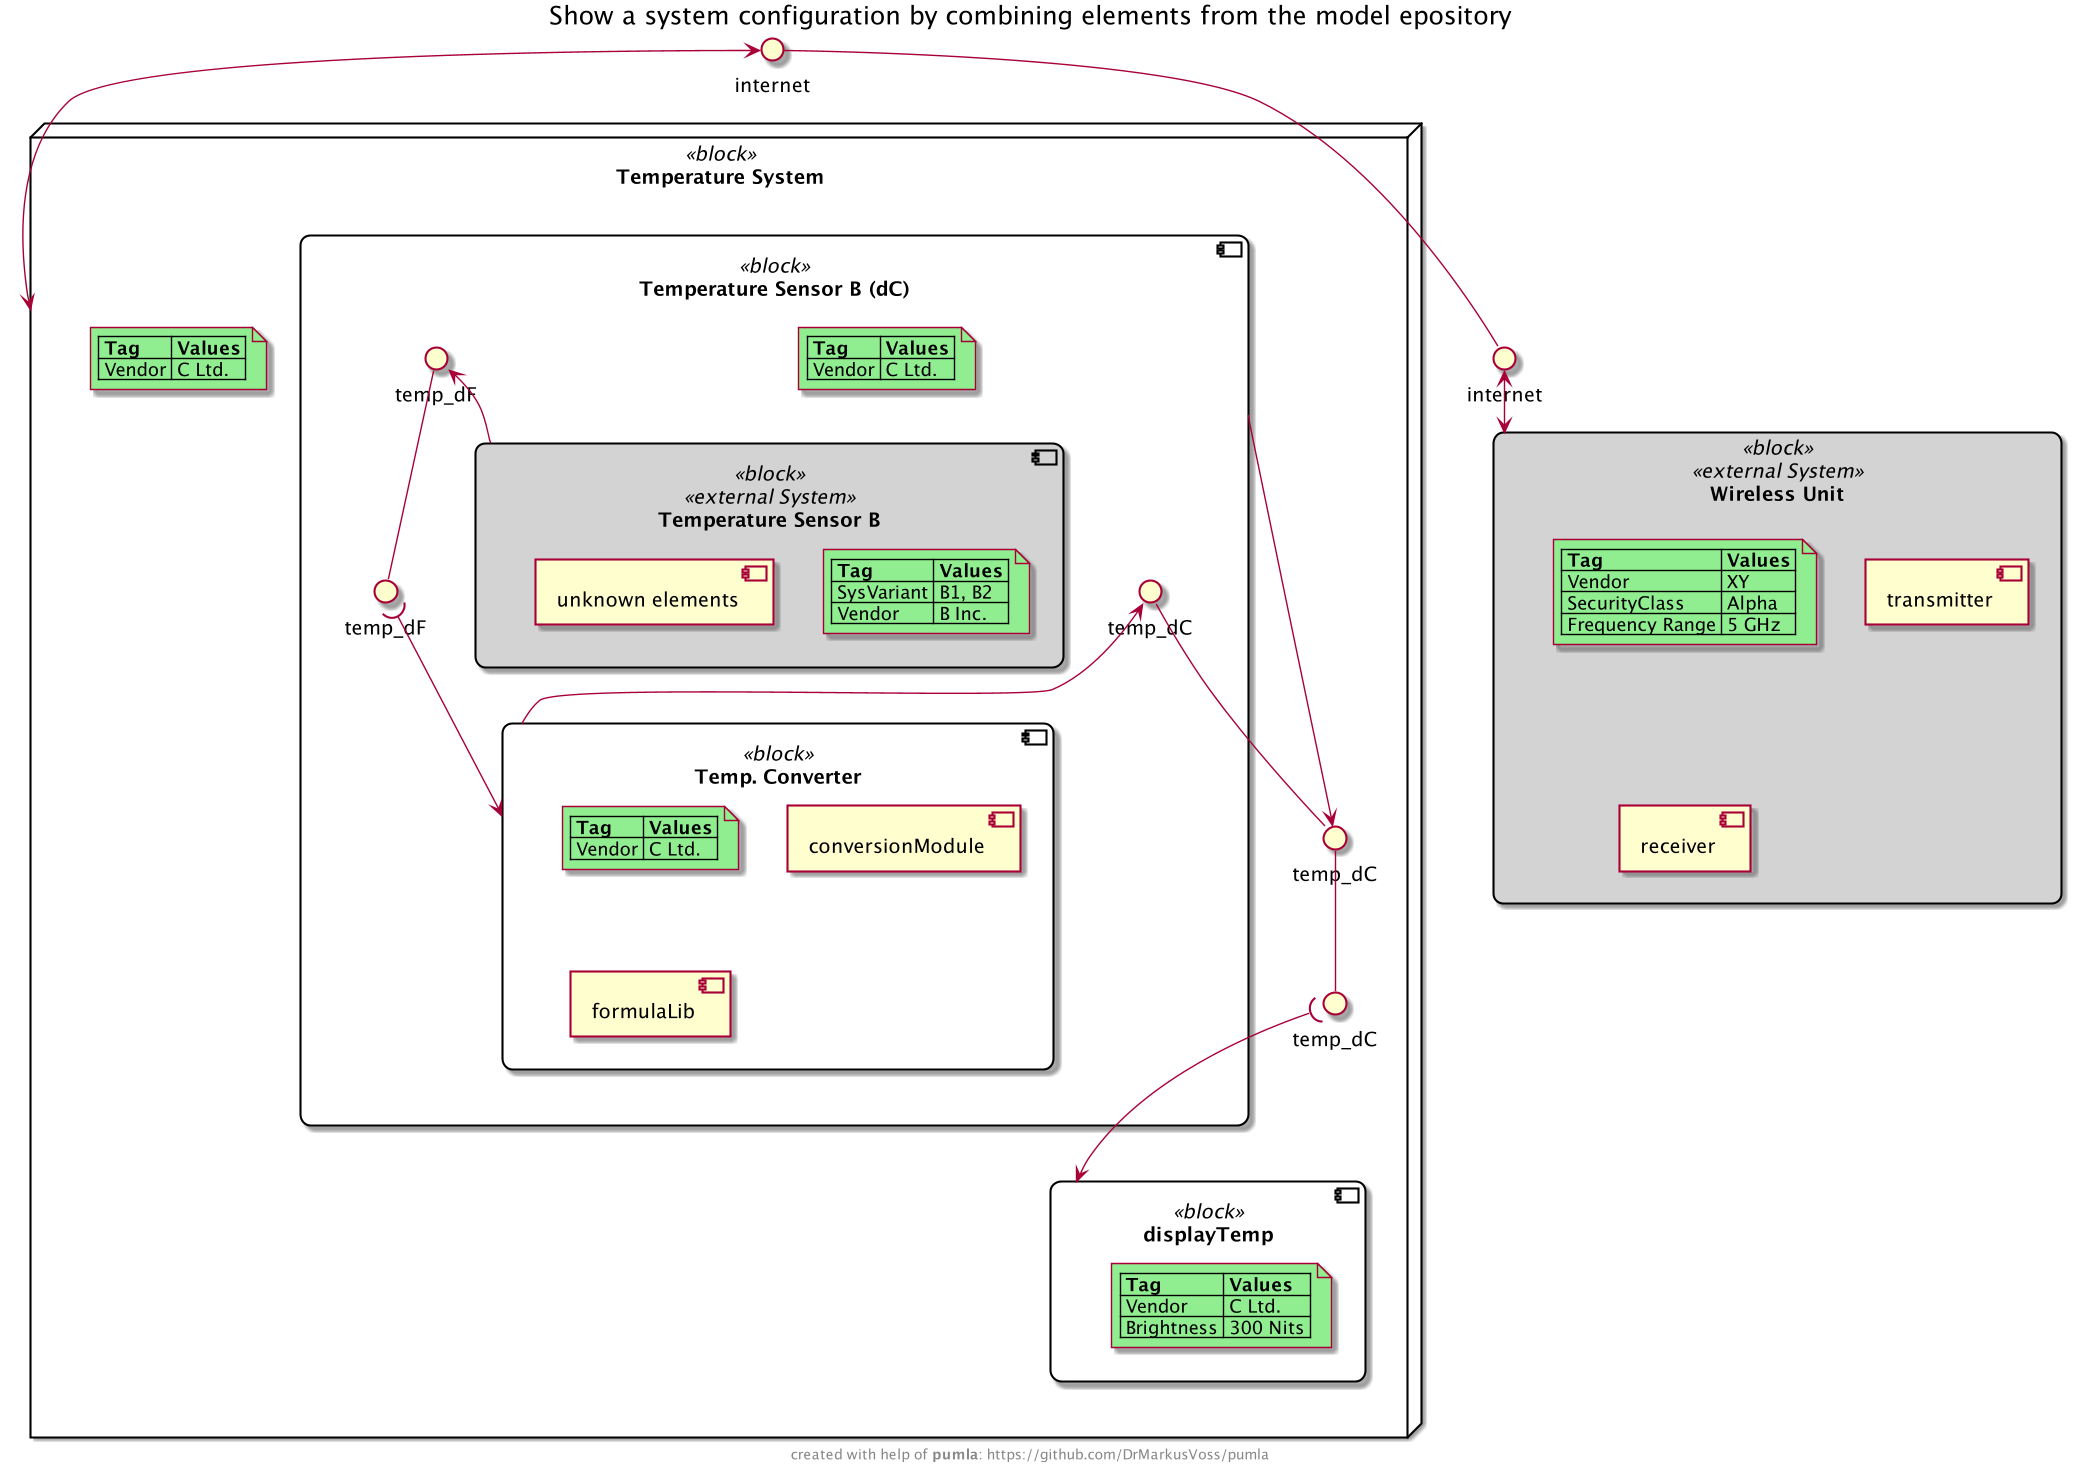 Show a system configuration by combining elements from the model epository
internet
«block»
Temperature System
Tag Values
Vendor C Ltd.
«block»
Temperature Sensor B (dC)
temp_dF
Tag Values
Vendor C Ltd.
«block»
«external System»
Temperature Sensor B
unknown elements
Tag Values
SysVariant B1, B2
Vendor B Inc.
temp_dF
temp_dC
«block»
Temp. Converter
Tag Values
Vendor C Ltd.
conversionModule
formulaLib
temp_dC
temp_dC
«block»
displayTemp
Tag Values
Vendor C Ltd.
Brightness 300 Nits
internet
«block»
«external System»
Wireless Unit
Tag Values
Vendor XY
SecurityClass Alpha
Frequency Range 5 GHz
transmitter
receiver
created with help of pumla: https://github.com/DrMarkusVoss/pumla